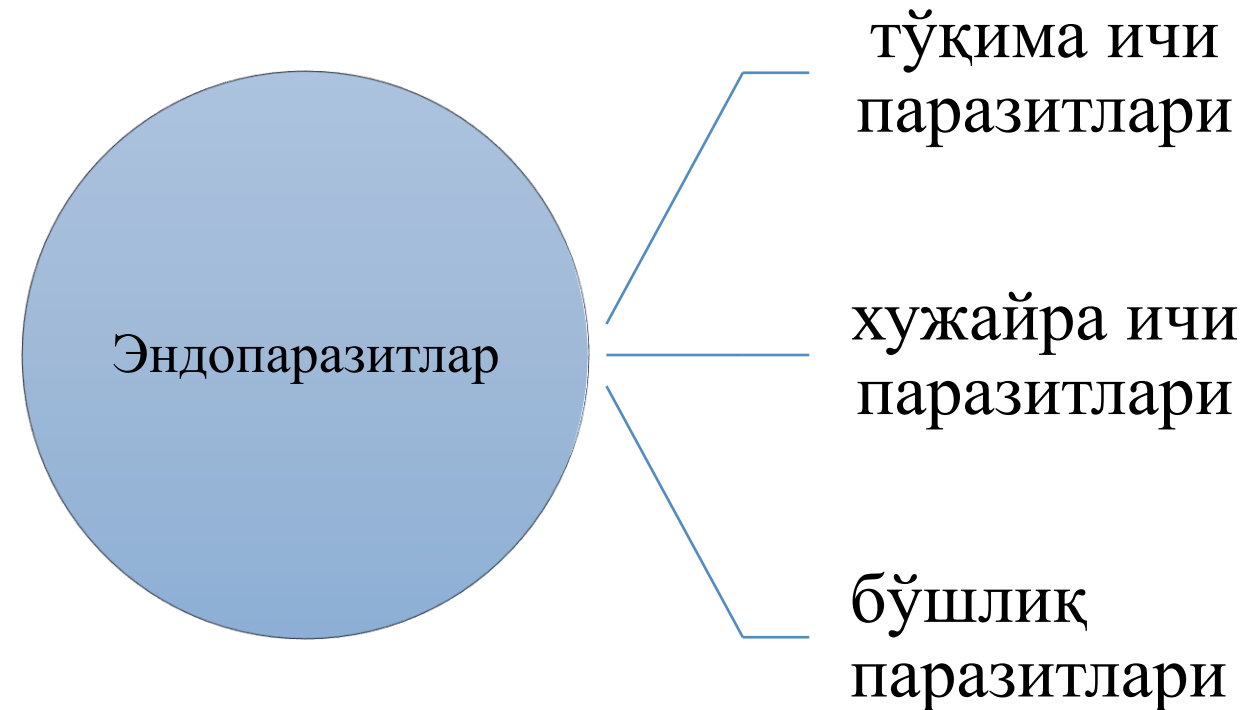 Эндопаразитлар
тўқима ичи
паразитлари
хужайра ичи
паразитлари
бўшлиқ
паразитлари